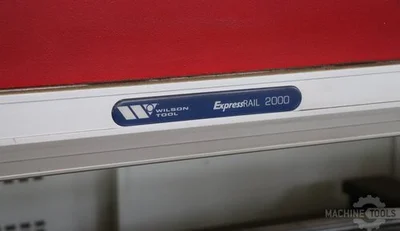 WILSON
TOOL
ExpressRAIL 2000
MACHINE TOOLS